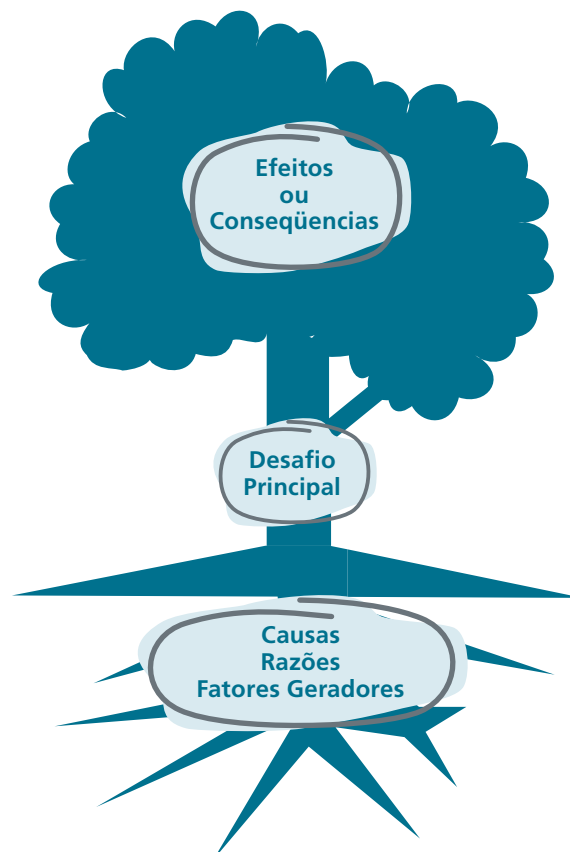 Efeitos
ou
Conseqüencias
Desafio
Principal
Causas
Razões
Fatores Geradores